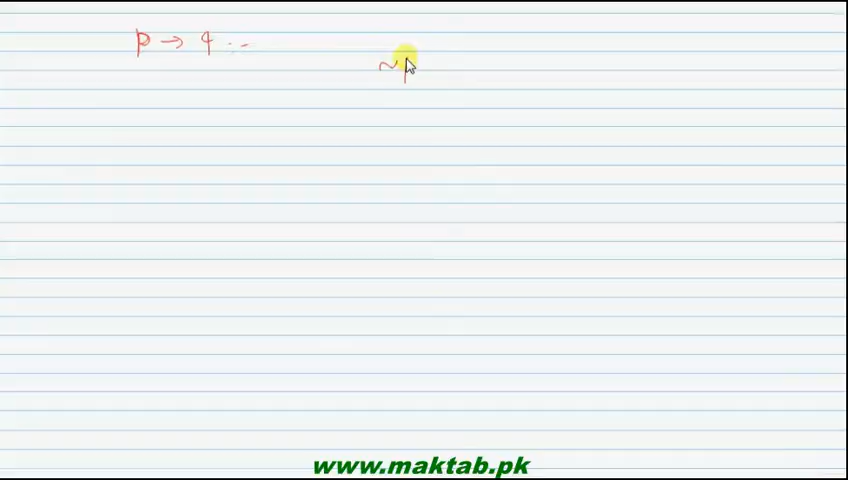 p → q :-
~p
www.maktab.pk